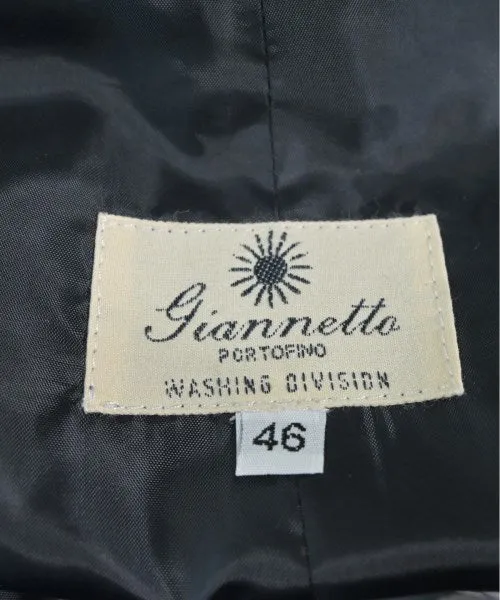 Giannetto
PORTOFINO
WASHING DIVISION
46